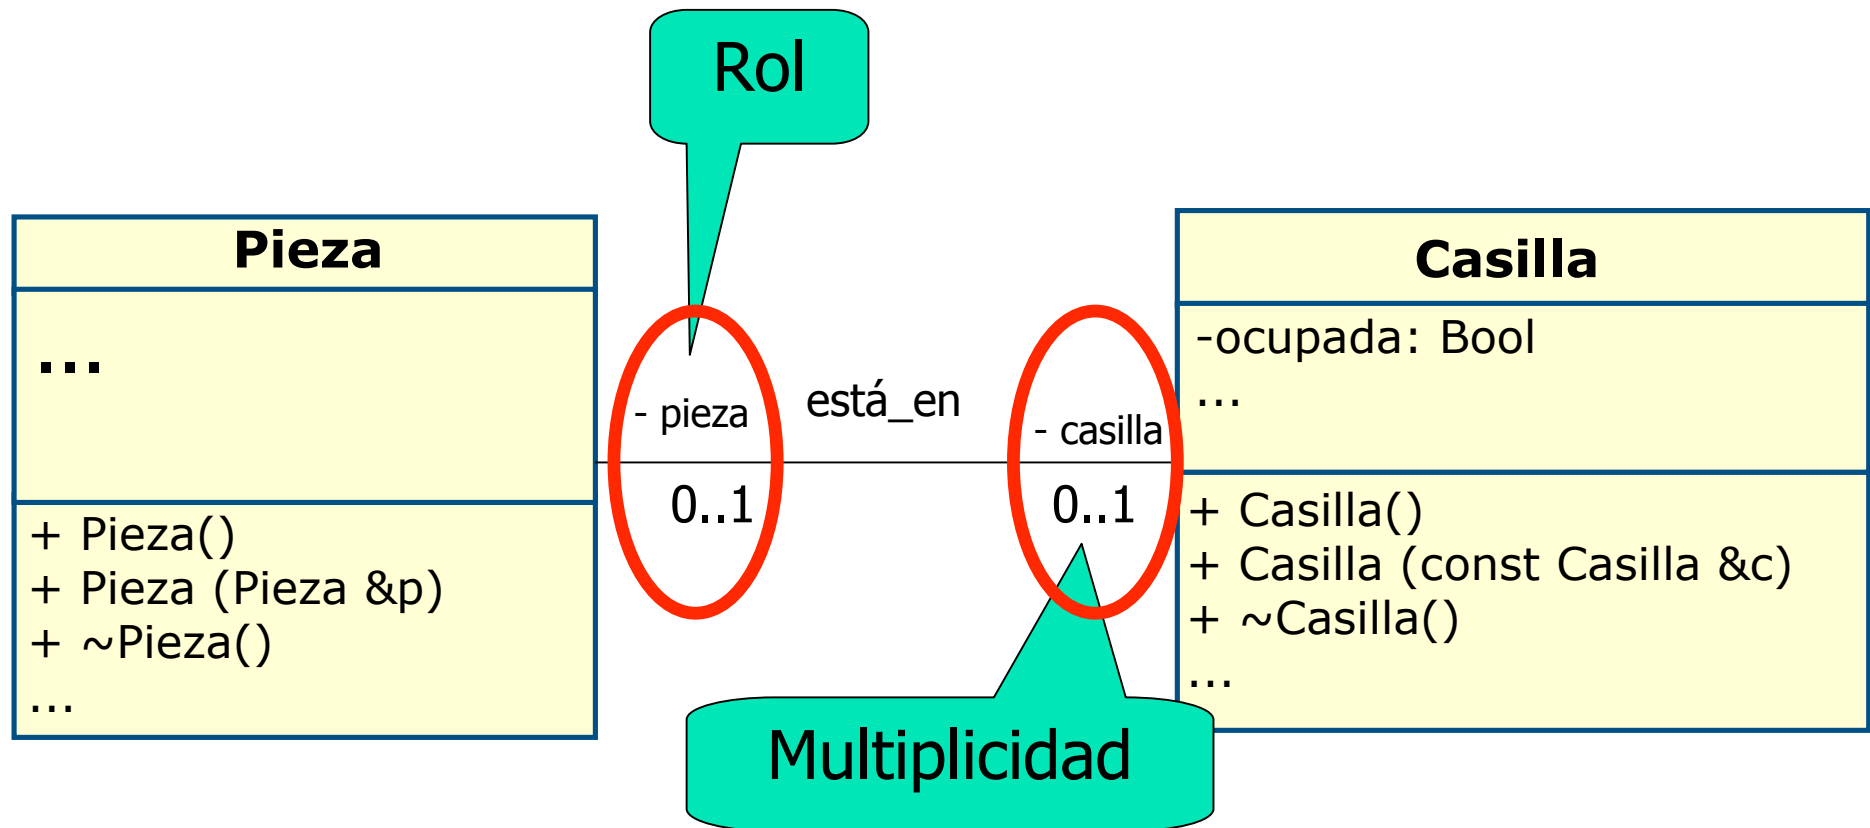 Rol
Pieza
...
+ Pieza()
+ Pieza (Pieza &p)
+ ~Pieza()
...
- pieza
0..1
está_en
- casilla
0..1
Casilla
-ocupada: Bool
...
+ Casilla()
+ Casilla (const Casilla &c)
+ ~Casilla()
...
Multiplicidad